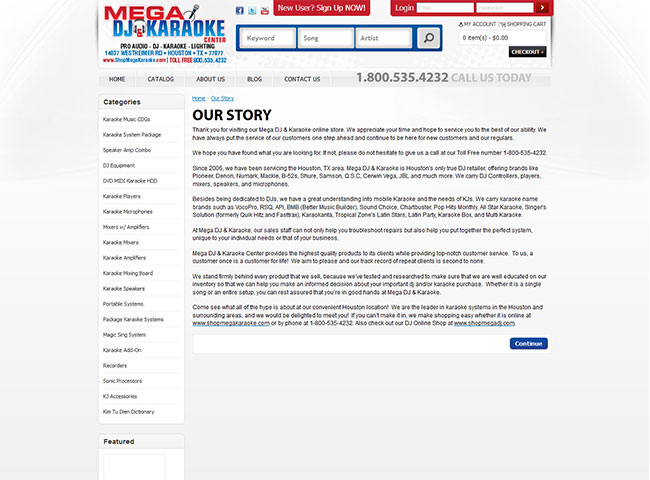 MEGA
DJ & KARAOKE
CENTER
PRO AUDIO - DJ - KARAOKE - LIGHTING
14037 WESTHEIMER RD • HOUSTON • TX • 77077
www.ShopMegaKaraoke.com | TOLL FREE 800.535.4232
New User? Sign Up NOW!
Login Email Password
Keyword Song Artist
MY ACCOUNT SHOPPING CART
0 item(s) - $0.00
CHECKOUT
HOME CATALOG ABOUT US BLOG CONTACT US 1.800.535.4232 CALL US TODAY
Categories
Karaoke Music CDGs
Karaoke System Package
Speaker Amp Combo
DJ Equipment
DVD MIDI Karaoke HDD
Karaoke Players
Karaoke Microphones
Mixers w/ Amplifiers
Karaoke Mixers
Karaoke Amplifiers
Karaoke Mixing Board
Karaoke Speakers
Portable Systems
Package Karaoke Systems
Magic Sing System
Karaoke Add-On
Recorders
Sonic Processors
KJ Accessories
Kim Tu Dien Dictionary
Featured
Home » Our Story
OUR STORY
Thank you for visiting our Mega DJ & Karaoke online store. We appreciate your time and hope to service you to the best of our ability. We
have always put the service of our customers one step ahead and continue to be here for new customers and our regulars.
We hope you have found what you are looking for. If not, please do not hesitate to give us a call at our Toll Free number 1-800-535-4232.
Since 2006, we have been servicing the Houston, TX area. Mega DJ & Karaoke is Houston's only true DJ retailer, offering brands like
Pioneer, Denon, Numark, Mackie, B-52s, Shure, Samson, Q.S.C, Cerwin Vega, JBL and much more. We carry DJ Controllers, players,
mixers, speakers, and microphones.
Besides being dedicated to DJs, we have a great understanding into mobile Karaoke and the needs of KJs. We carry karaoke name
brands such as VocoPro, RSQ, API, BMB (Better Music Builder), Sound Choice, Chartbuster, Pop Hits Monthly, All Star Karaoke, Singer's
Solution (formerly Quik Hitz and Fasttrax), Karaokanta, Tropical Zone's Latin Stars, Latin Party, Karaoke Box, and Multi Karaoke.
At Mega DJ & Karaoke, our sales staff can not only help you troubleshoot repairs but also help you put together the perfect system,
unique to your individual needs or that of your business.
Mega DJ & Karaoke Center provides the highest quality products to its clients while providing top-notch customer service. To us, a
customer once is a customer for life! We aim to please and our track record of repeat clients is second to none.
We stand firmly behind every product that we sell, because we've tested and researched to make sure that we are well educated on our
inventory so that we can help you make an informed decision about your important dj and/or karaoke purchase. Whether it is a single
song or an entire setup, you can rest assured that you're in good hands at Mega DJ & Karaoke.
Come see what all of the hype is about at our convenient Houston location! We are the leader in karaoke systems in the Houston and
surrounding areas, and we would be delighted to meet you! If you can't make it in, we make shopping easy whether it is online at
www.shopmegakaraoke.com or by phone at 1-800-535-4232. Also check out our DJ Online Shop at www.shopmegadj.com.
Continue